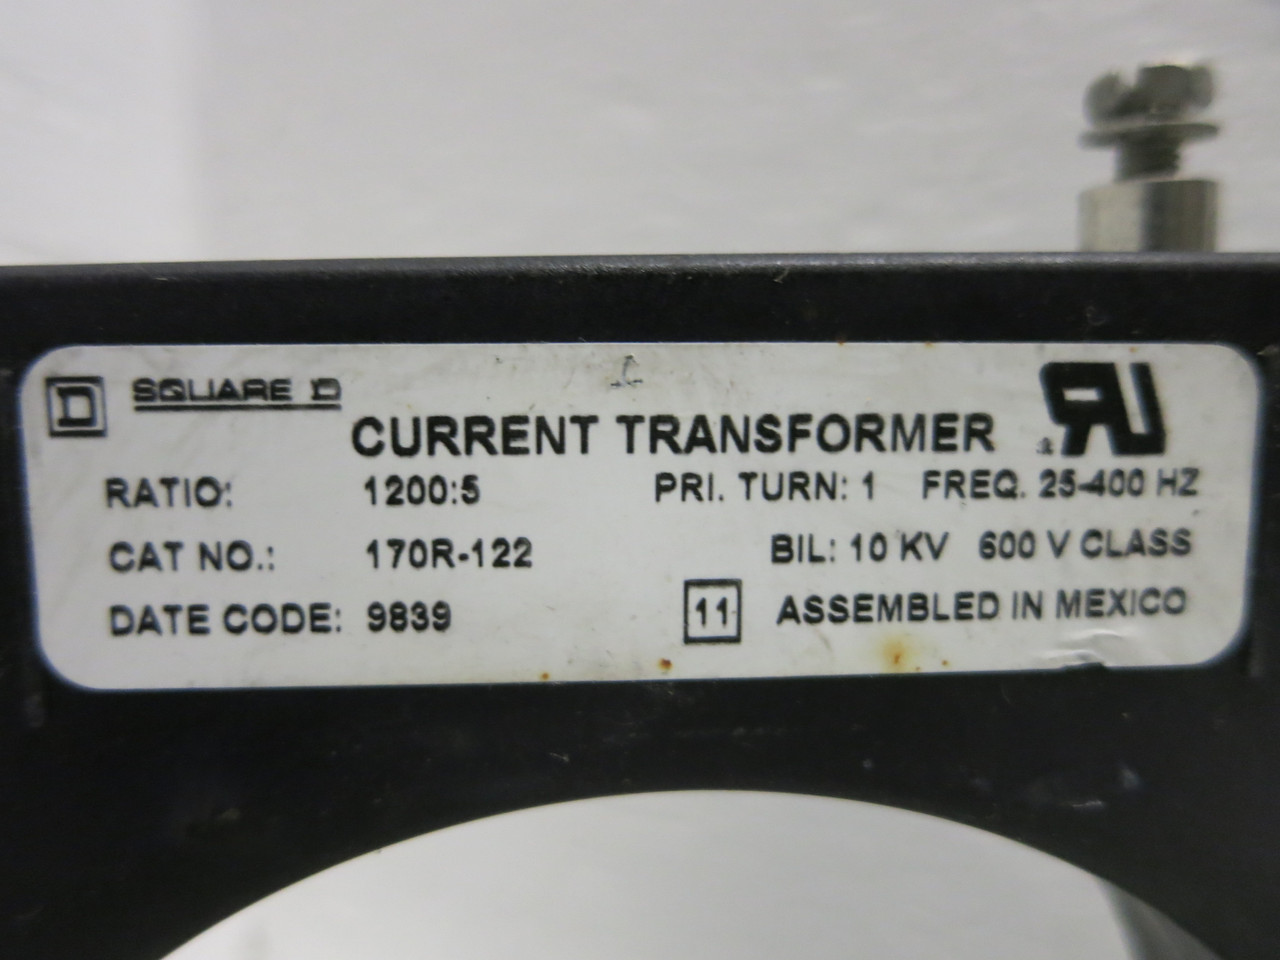 D SQUARE D
CURRENT TRANSFORMER
RATIO: 1200:5 PRI. TURN: 1 FREQ. 25-400 HZ
CAT NO.: 170R-122 BIL: 10 KV 600 V CLASS
DATE CODE: 9839 11 ASSEMBLED IN MEXICO